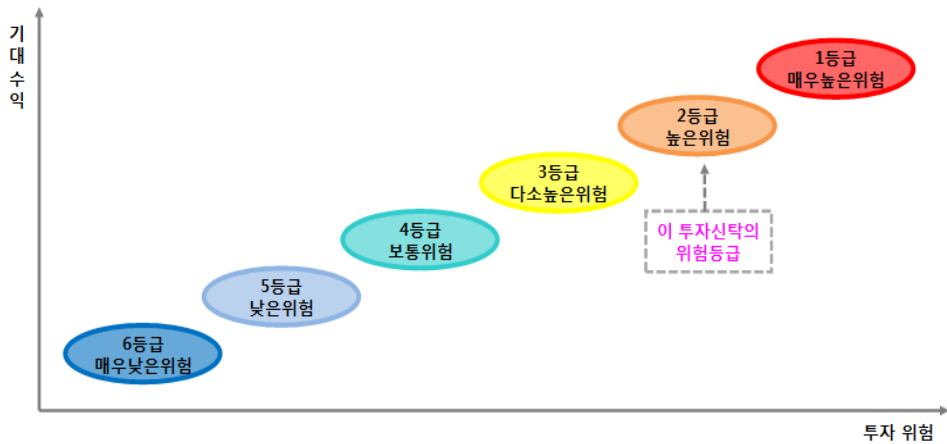 기
대
수
익
1등급
매우높은위험
2등급
높은위험
3등급
다소높은위험
이 투자신탁의
위험등급
4등급
보통위험
5등급
낮은위험
6등급
매우낮은위험
투자 위험